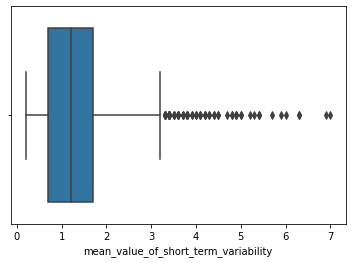 0 1 2 3 4 5 6 7
mean_value_of_short_term_variability